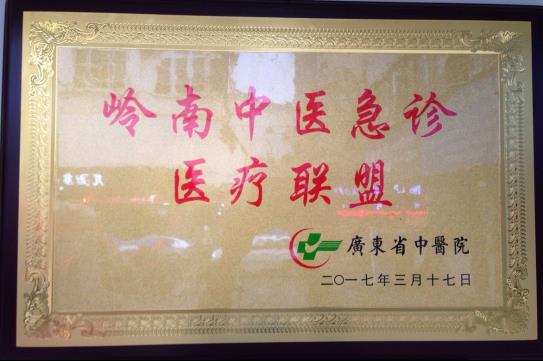 岭南中医急诊
医疗联盟
廣東省中醫院
二〇一七年三月十七日